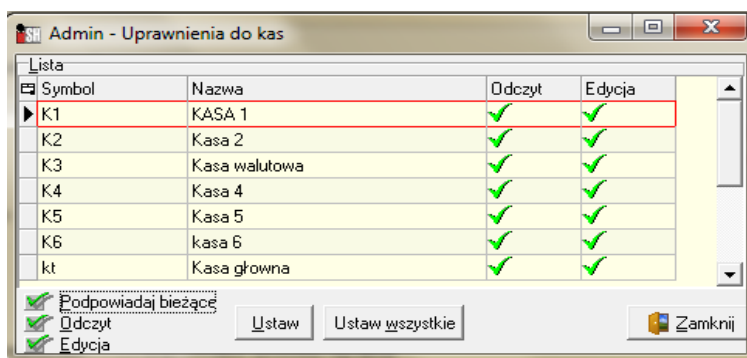 SH Admin - Uprawnienia do kas
Lista
Symbol Nazwa Odczyt Edycja
K1 KASA 1
K2 Kasa 2
K3 Kasa walutowa
K4 Kasa 4
K5 Kasa 5
K6 kasa 6
kt Kasa głowna
Podpowiadaj bieżące
Odczyt
Edycja
Ustaw Ustaw wszystkie Zamknij